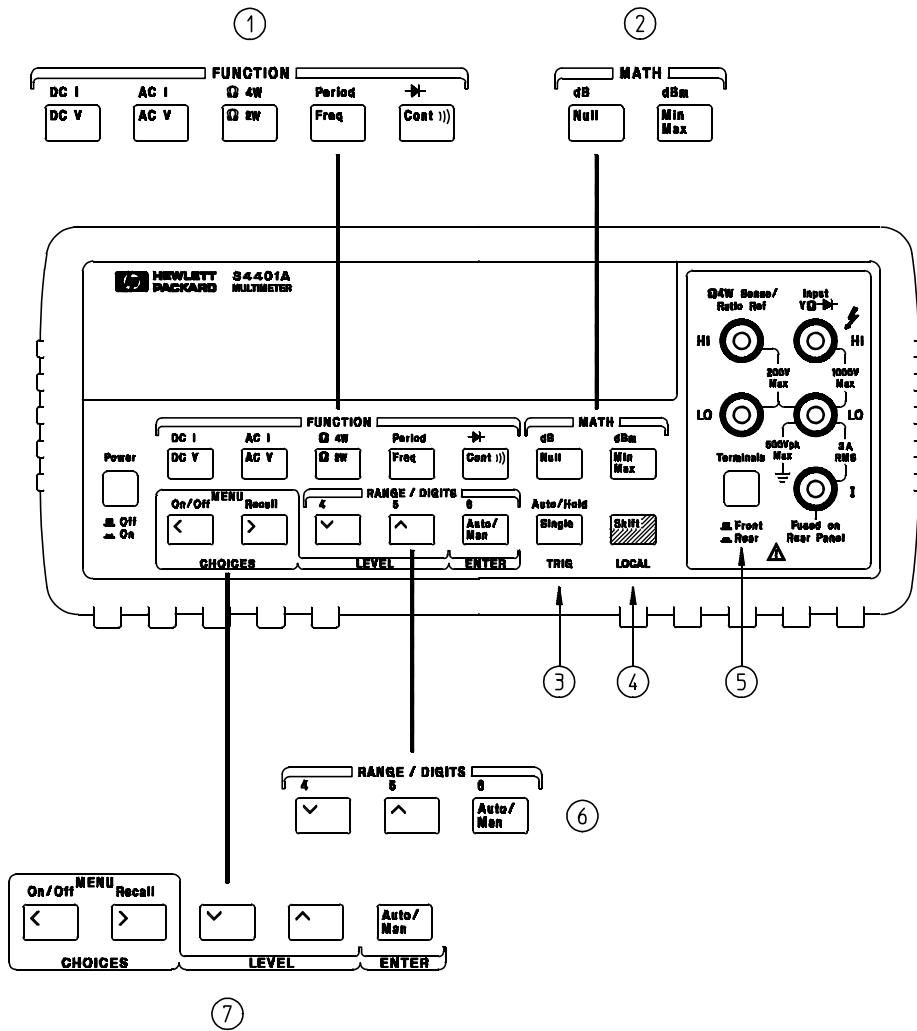 1
2
FUNCTION
MATH
DC I AC I Ω 4W Period
dB dBm
DC V AC V Ω 2W Freq Cont )))
Null Min Max
HEWLETT PACKARD
34401A MULTIMETER
Ω4W Sense/ Ratio Ref
Input VΩ
HI HI
200V Max
1000V Max
LO LO
500Vpk Max
3A RMS
Terminals
I
Front
Rear
Fused on Rear Panel
FUNCTION
MATH
DC I AC I Ω 4W Period
dB dBm
Power
DC V AC V Ω 2W Freq Cont )))
Null Min Max
Off
On
MENU
On/Off Recall
RANGE / DIGITS
4 5 6
Auto/Hold
< > ∨ ∧ Auto/ Man
Single
Shift
CHOICES LEVEL ENTER
TRIG LOCAL
3
4
5
RANGE / DIGITS
4 5 6
∨ ∧ Auto/ Man
6
MENU
On/Off Recall
< > ∨ ∧ Auto/ Man
CHOICES LEVEL ENTER
7